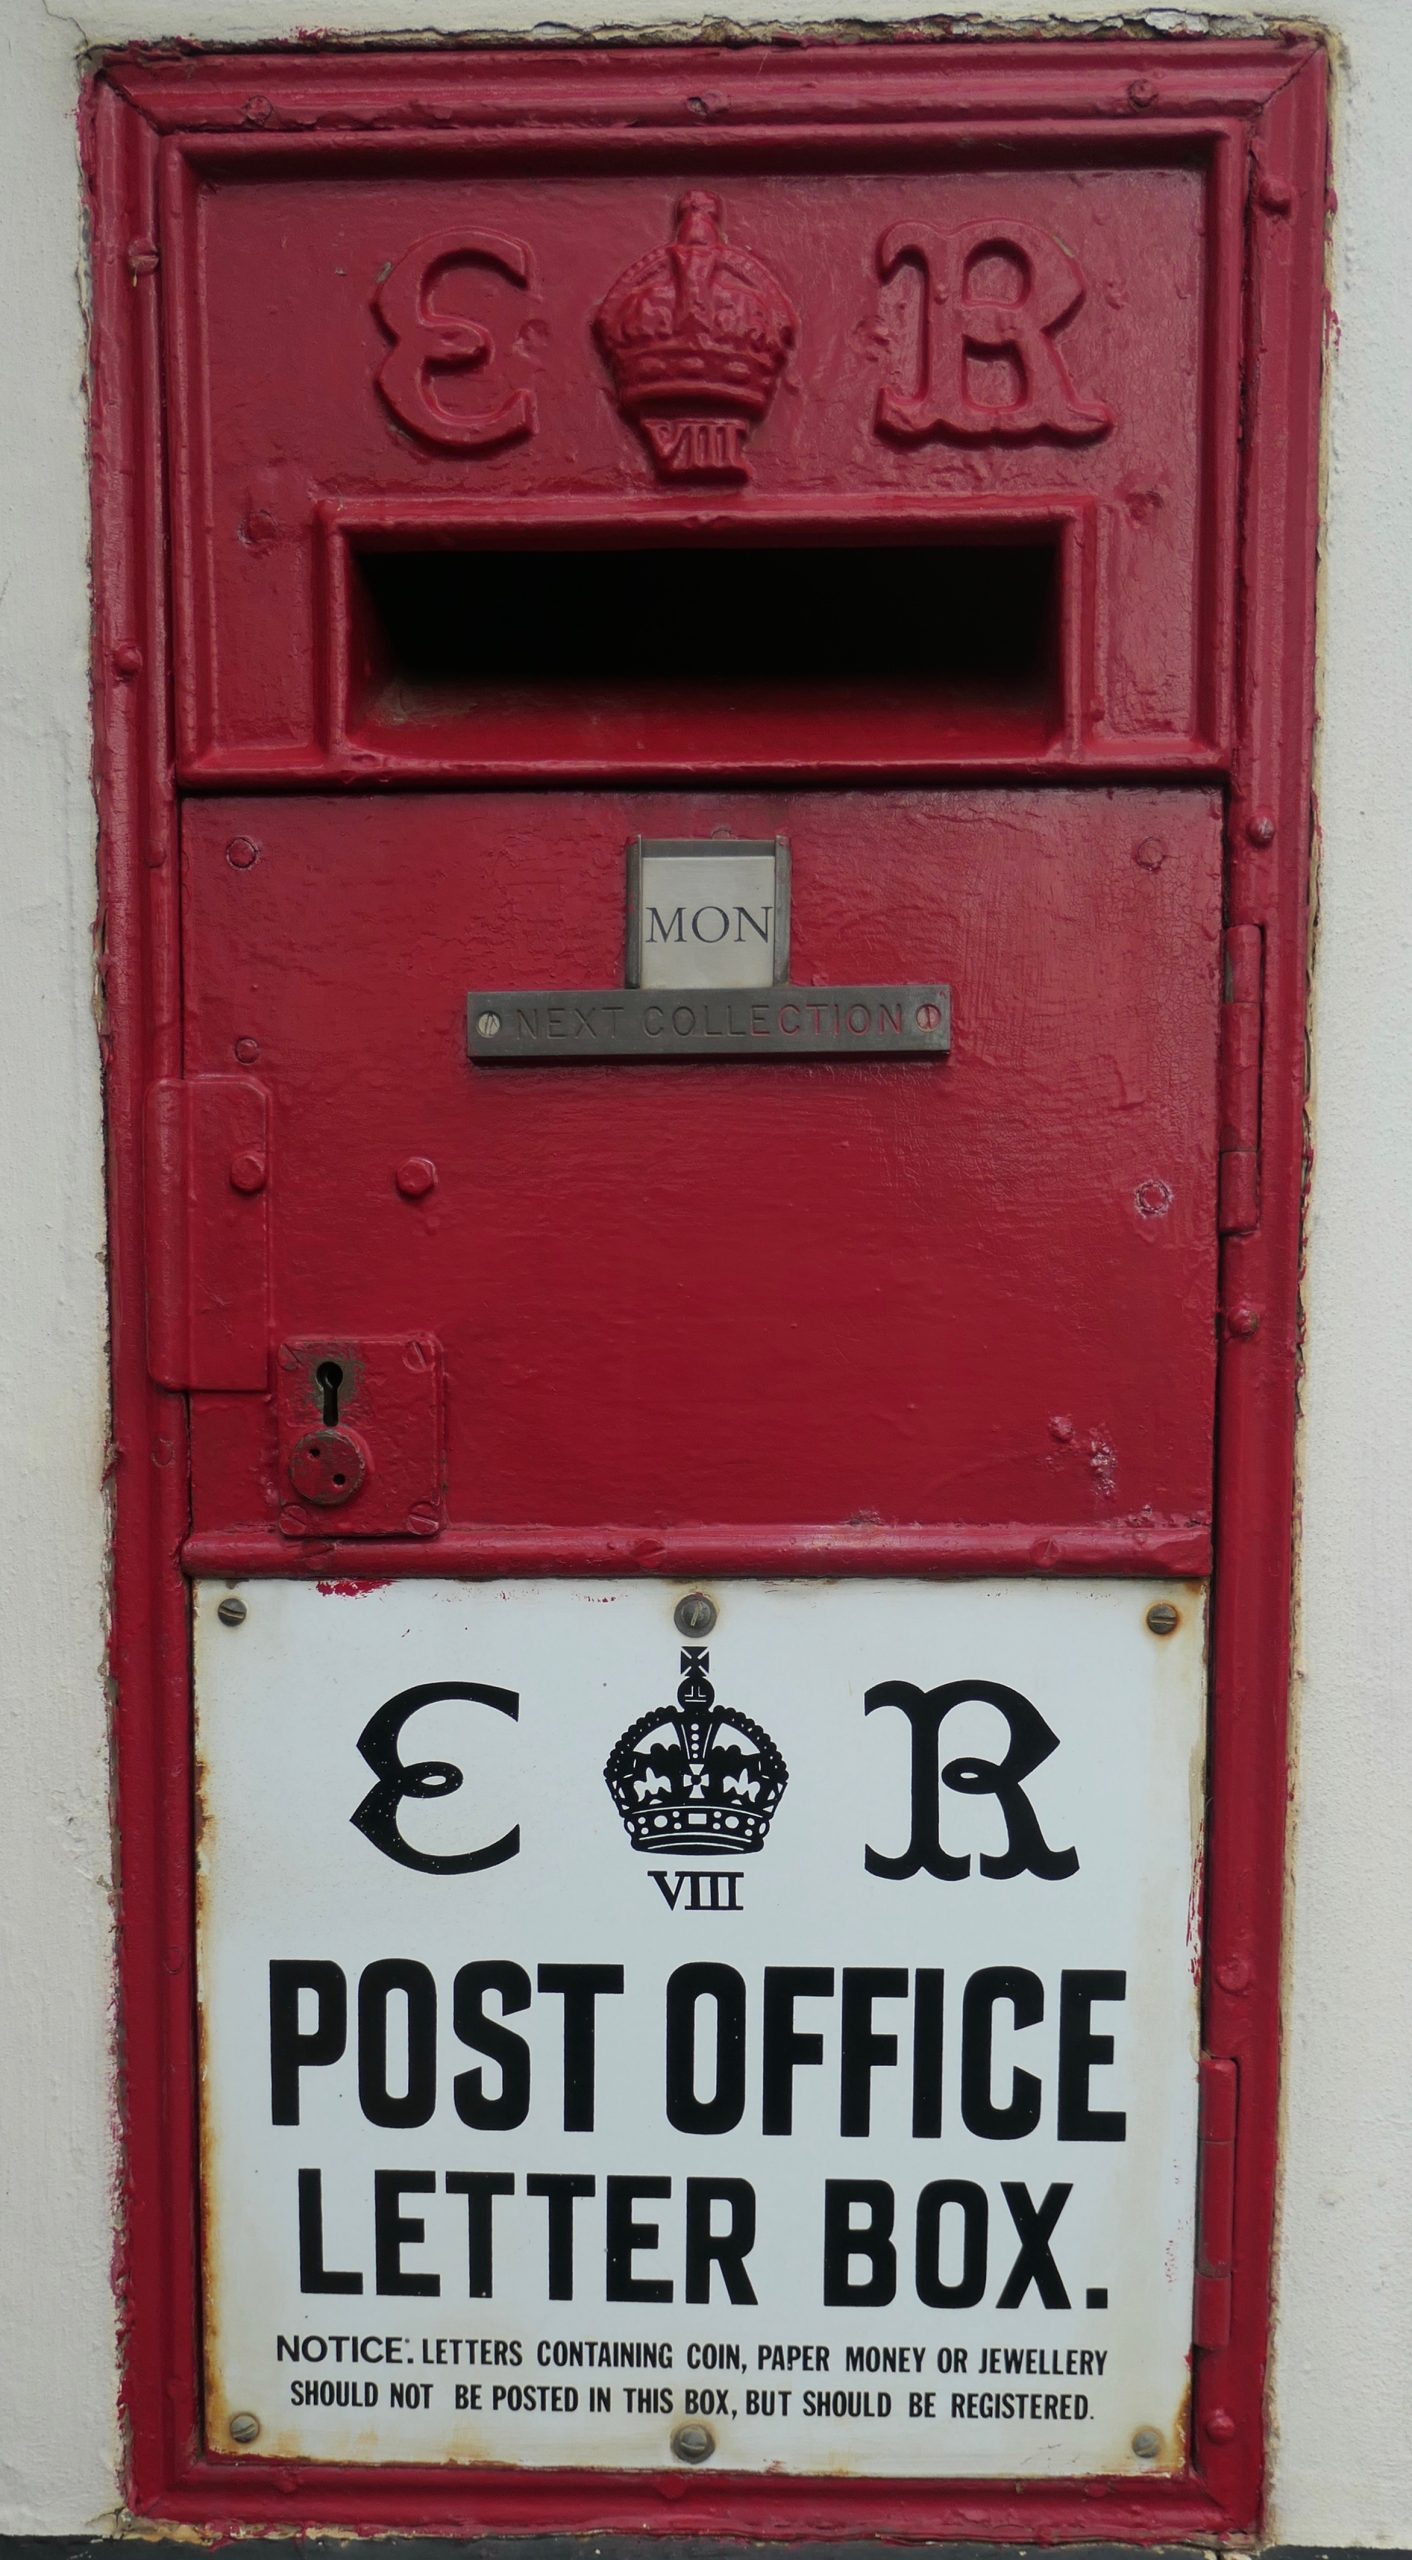 E R
VIII
MON
NEXT COLLECTION
E R
VIII
POST OFFICE
LETTER BOX.
NOTICE: LETTERS CONTAINING COIN, PAPER MONEY OR JEWELLERY
SHOULD NOT BE POSTED IN THIS BOX, BUT SHOULD BE REGISTERED.